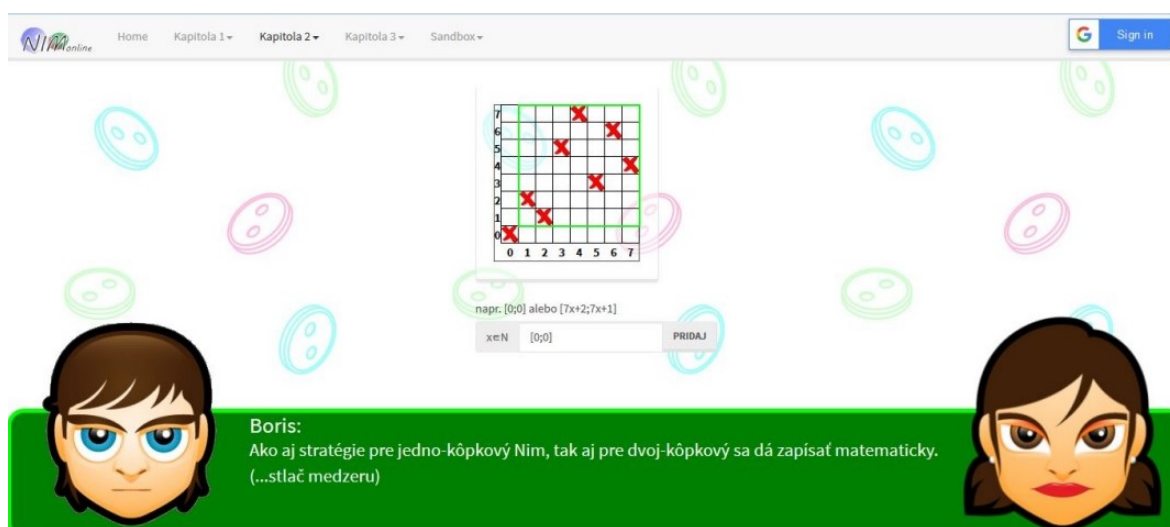 NIMonline Home Kapitola 1 Kapitola 2 Kapitola 3 Sandbox G Sign in
7
6
5
4
3
2
1
0
0 1 2 3 4 5 6 7
napr. [0;0] alebo [7x+2;7x+1]
x∈N [0;0] PRIDAJ
Boris:
Ako aj stratégie pre jedno-kôpkový Nim, tak aj pre dvoj-kôpkový sa dá zapísať matematicky.
(...stlač medzeru)